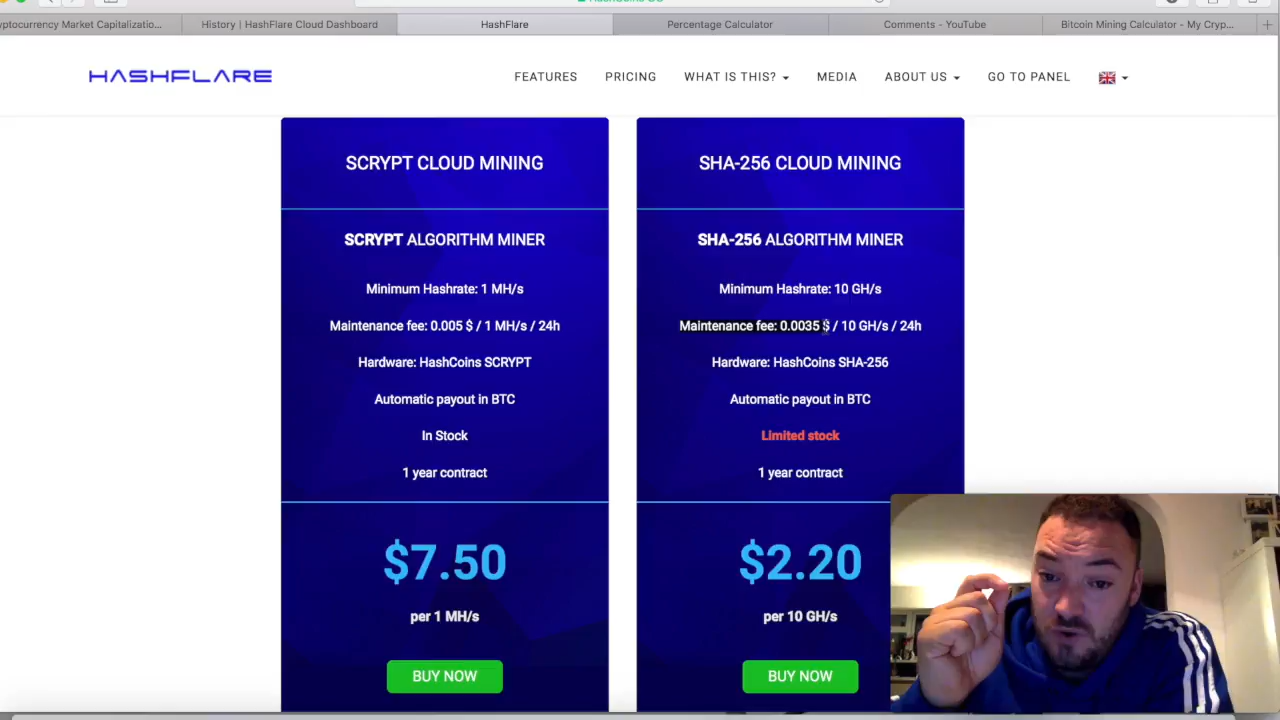 History | HashFlare Cloud Dashboard
HashFlare
Percentage Calculator
Comments - YouTube
Bitcoin Mining Calculator - My Cryp...
HASHFLARE
FEATURES
PRICING
WHAT IS THIS?
MEDIA
ABOUT US
GO TO PANEL
SCRYPT CLOUD MINING
SCRYPT ALGORITHM MINER
Minimum Hashrate: 1 MH/s
Maintenance fee: 0.005 $ / 1 MH/s / 24h
Hardware: HashCoins SCRYPT
Automatic payout in BTC
In Stock
1 year contract
$7.50
per 1 MH/s
BUY NOW
SHA-256 CLOUD MINING
SHA-256 ALGORITHM MINER
Minimum Hashrate: 10 GH/s
Maintenance fee: 0.0035 $ / 10 GH/s / 24h
Hardware: HashCoins SHA-256
Automatic payout in BTC
Limited stock
1 year contract
$2.20
per 10 GH/s
BUY NOW